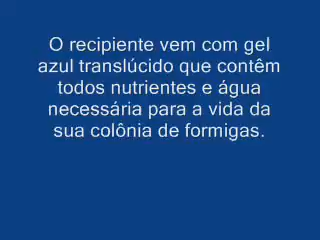 O recipiente vem com gel
azul translúcido que contêm
todos nutrientes e água
necessária para a vida da
sua colônia de formigas.